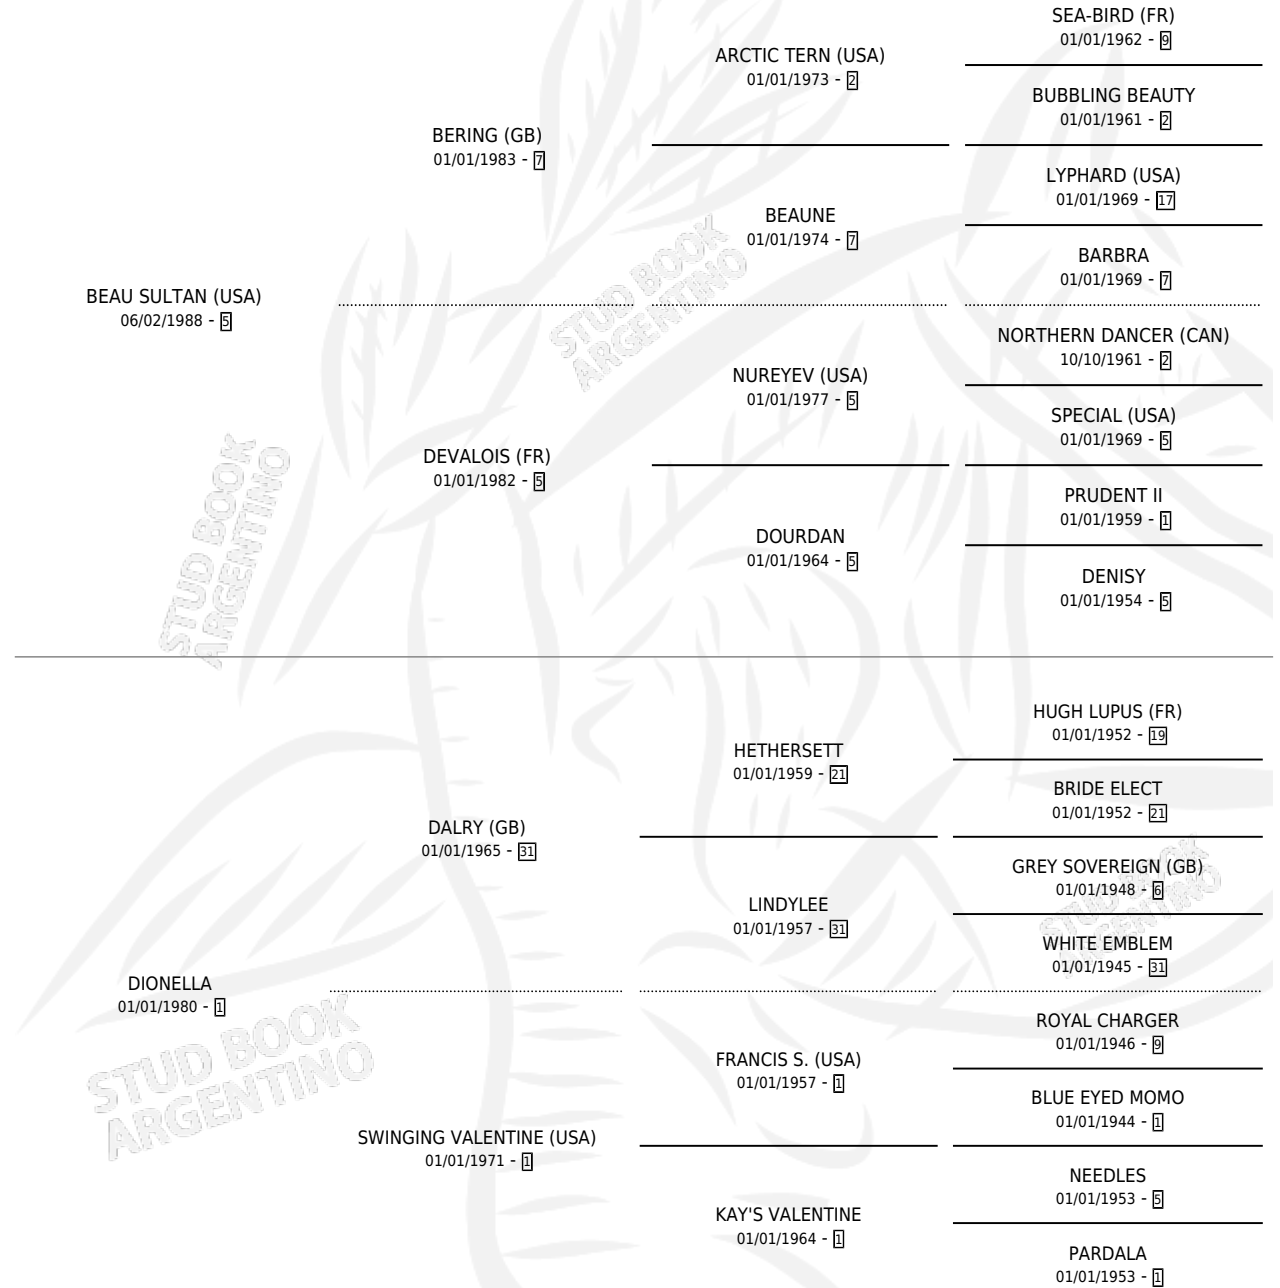 SEA-BIRD (FR)
01/01/1962 - 9
ARCTIC TERN (USA)
01/01/1973 - 2
BUBBLING BEAUTY
01/01/1961 - 2
BERING (GB)
01/01/1983 - 7
LYPHARD (USA)
01/01/1969 - 17
BEAUNE
01/01/1974 - 7
BARBRA
01/01/1969 - 7
BEAU SULTAN (USA)
06/02/1988 - 5
NORTHERN DANCER (CAN)
10/10/1961 - 2
NUREYEV (USA)
01/01/1977 - 5
SPECIAL (USA)
01/01/1969 - 5
DEVALOIS (FR)
01/01/1982 - 5
PRUDENT II
01/01/1959 - 1
DOURDAN
01/01/1964 - 5
DENISY
01/01/1954 - 5
HUGH LUPUS (FR)
01/01/1952 - 19
HETHERSETT
01/01/1959 - 21
BRIDE ELECT
01/01/1952 - 21
DALRY (GB)
01/01/1965 - 31
GREY SOVEREIGN (GB)
01/01/1948 - 6
LINDYLEE
01/01/1957 - 31
WHITE EMBLEM
01/01/1945 - 31
DIONELLA
01/01/1980 - 1
ROYAL CHARGER
01/01/1946 - 9
FRANCIS S. (USA)
01/01/1957 - 1
BLUE EYED MOMO
01/01/1944 - 1
SWINGING VALENTINE (USA)
01/01/1971 - 1
NEEDLES
01/01/1953 - 5
KAY'S VALENTINE
01/01/1964 - 1
PARDALA
01/01/1953 - 1
STUD BOOK
ARGENTINO
STUD BOOK
ARGENTINO
STUD BOOK
ARGENTINO
STUD BOOK
ARGENTINO